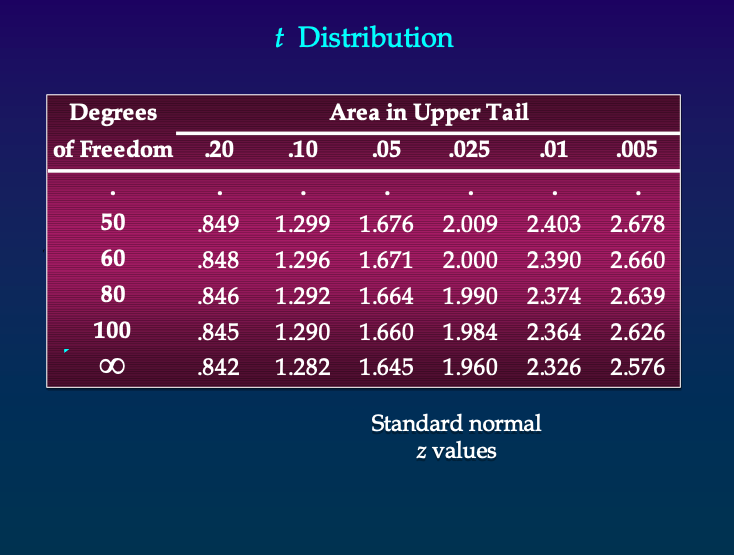 t Distribution
Degrees Area in Upper Tail
of Freedom .20 .10 .05 .025 .01 .005
. . . . . . .
50 .849 1.299 1.676 2.009 2.403 2.678
60 .848 1.296 1.671 2.000 2.390 2.660
80 .846 1.292 1.664 1.990 2.374 2.639
100 .845 1.290 1.660 1.984 2.364 2.626
∞ .842 1.282 1.645 1.960 2.326 2.576
Standard normal
z values